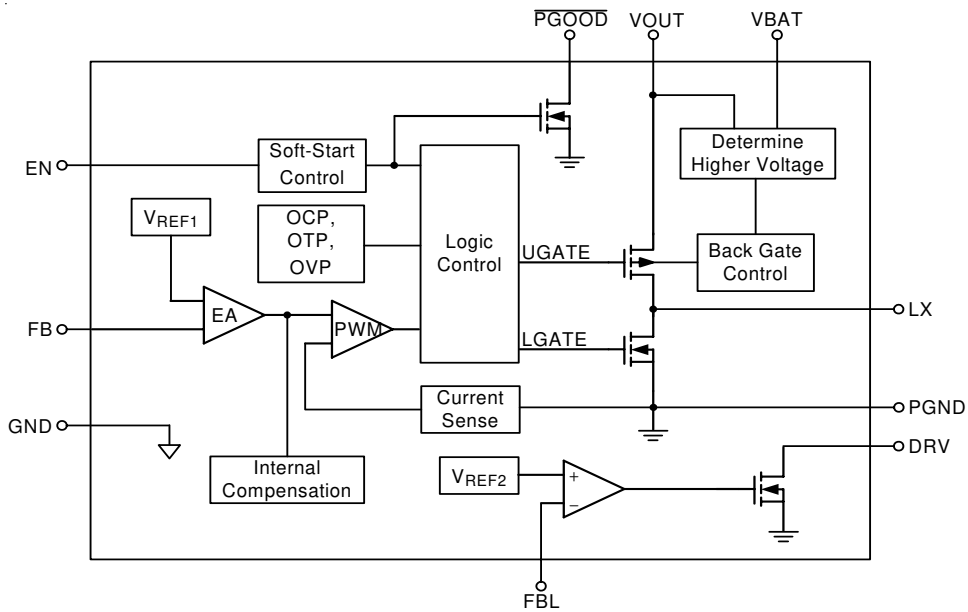 PGOOD VOUT VBAT
EN
Soft-Start
Control
Determine
Higher Voltage
VREF1
OCP,
OTP,
OVP
Logic
Control
UGATE
Back Gate
Control
EA
PWM
FB
LX
LGATE
Current
Sense
PGND
GND
DRV
Internal
Compensation
VREF2
+
−
FBL